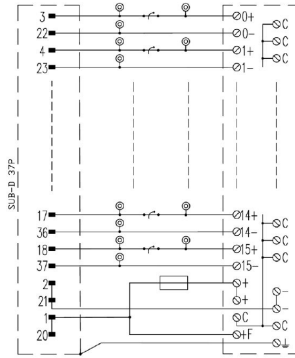 3 0+ C
22 0- C
4 1+ C
23 1-
SUB-D 37P
17 14+ C
36 14- C
18 15+ C
37 15-
2 + -
21 + -
1 C C
20 +F